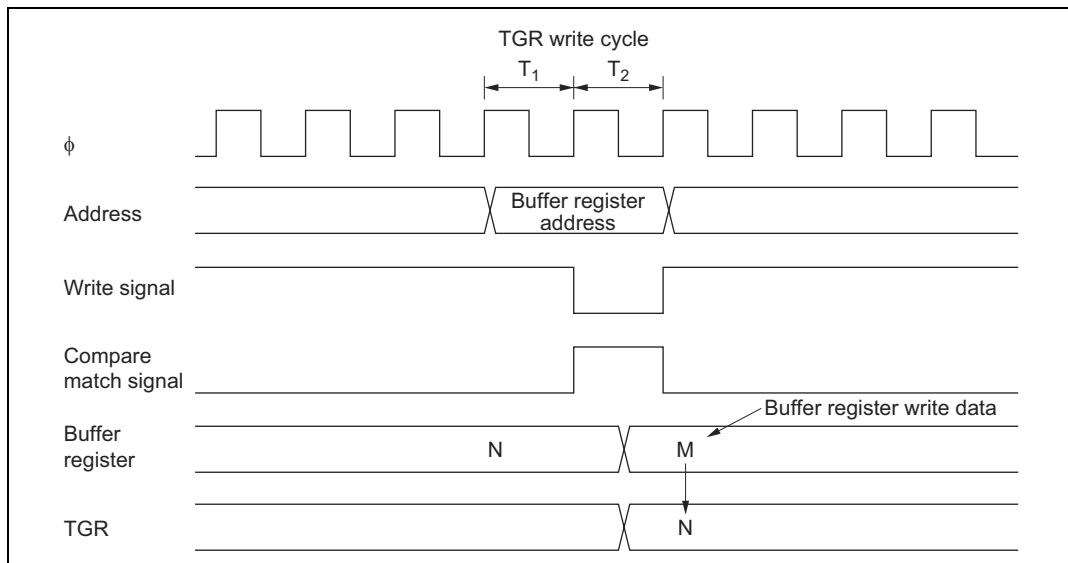 TGR write cycle
T1 T2
ϕ
Address
Buffer register
address
Write signal
Compare
match signal
Buffer register write data
Buffer
register
N M
TGR
N